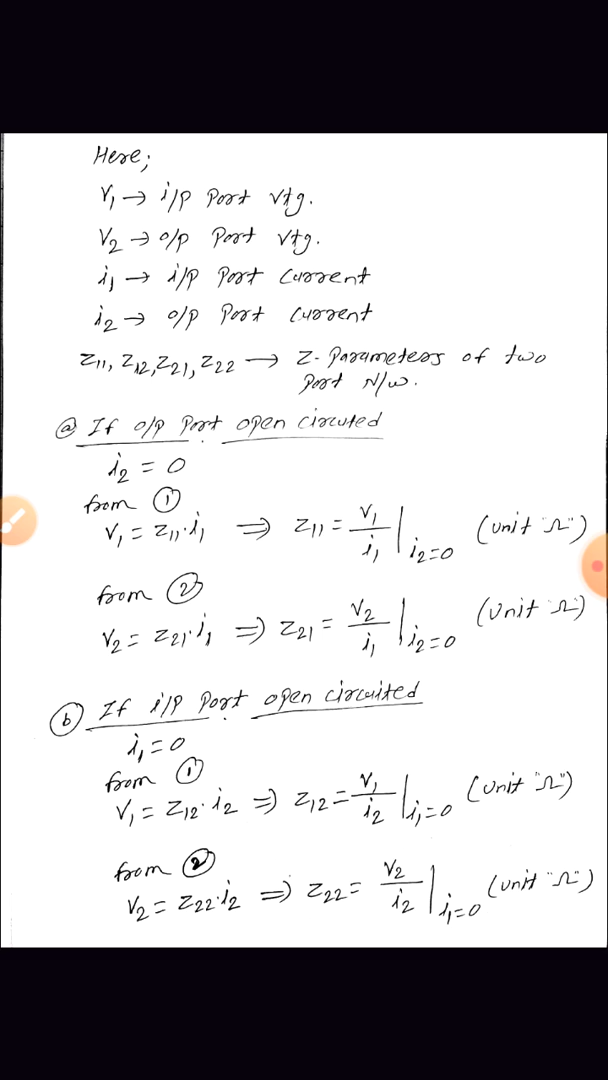 Here;
V₁ → i/p Port Vtg.
V₂ → o/p Port Vtg.
i₁ → i/p Port Current
i₂ → o/p Port Current
Z₁₁, Z₁₂, Z₂₁, Z₂₂ → Z-Parameters of two
Port N/w.
ⓐ If o/p Port open circuted
i₂ = 0
from ①
V₁ = Z₁₁·i₁ ⇒ Z₁₁ = V₁/i₁ |i₂=0 (unit "Ω")
from ②
V₂ = Z₂₁·i₁ ⇒ Z₂₁ = V₂/i₁ |i₂=0 (Unit "Ω")
ⓑ If i/p Port open circuited
i₁ = 0
from ①
V₁ = Z₁₂·i₂ ⇒ Z₁₂ = V₁/i₂ |i₁=0 (Unit "Ω")
from ②
V₂ = Z₂₂·i₂ ⇒ Z₂₂ = V₂/i₂ |i₁=0 (unit "Ω")